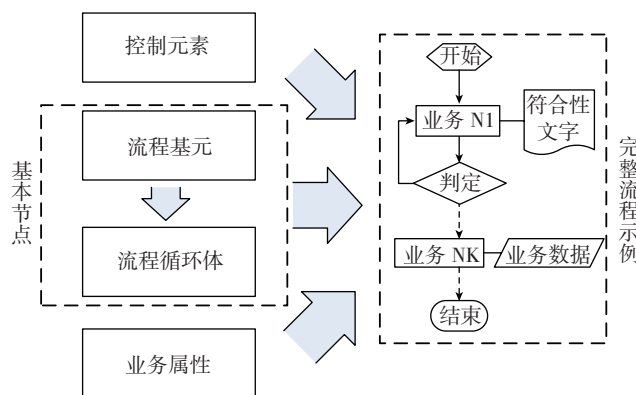 控制元素
流程基元
流程循环体
基本节点
业务属性
开始
业务 N1
符合性
文字
判定
业务 NK
业务数据
结束
完整流程示例